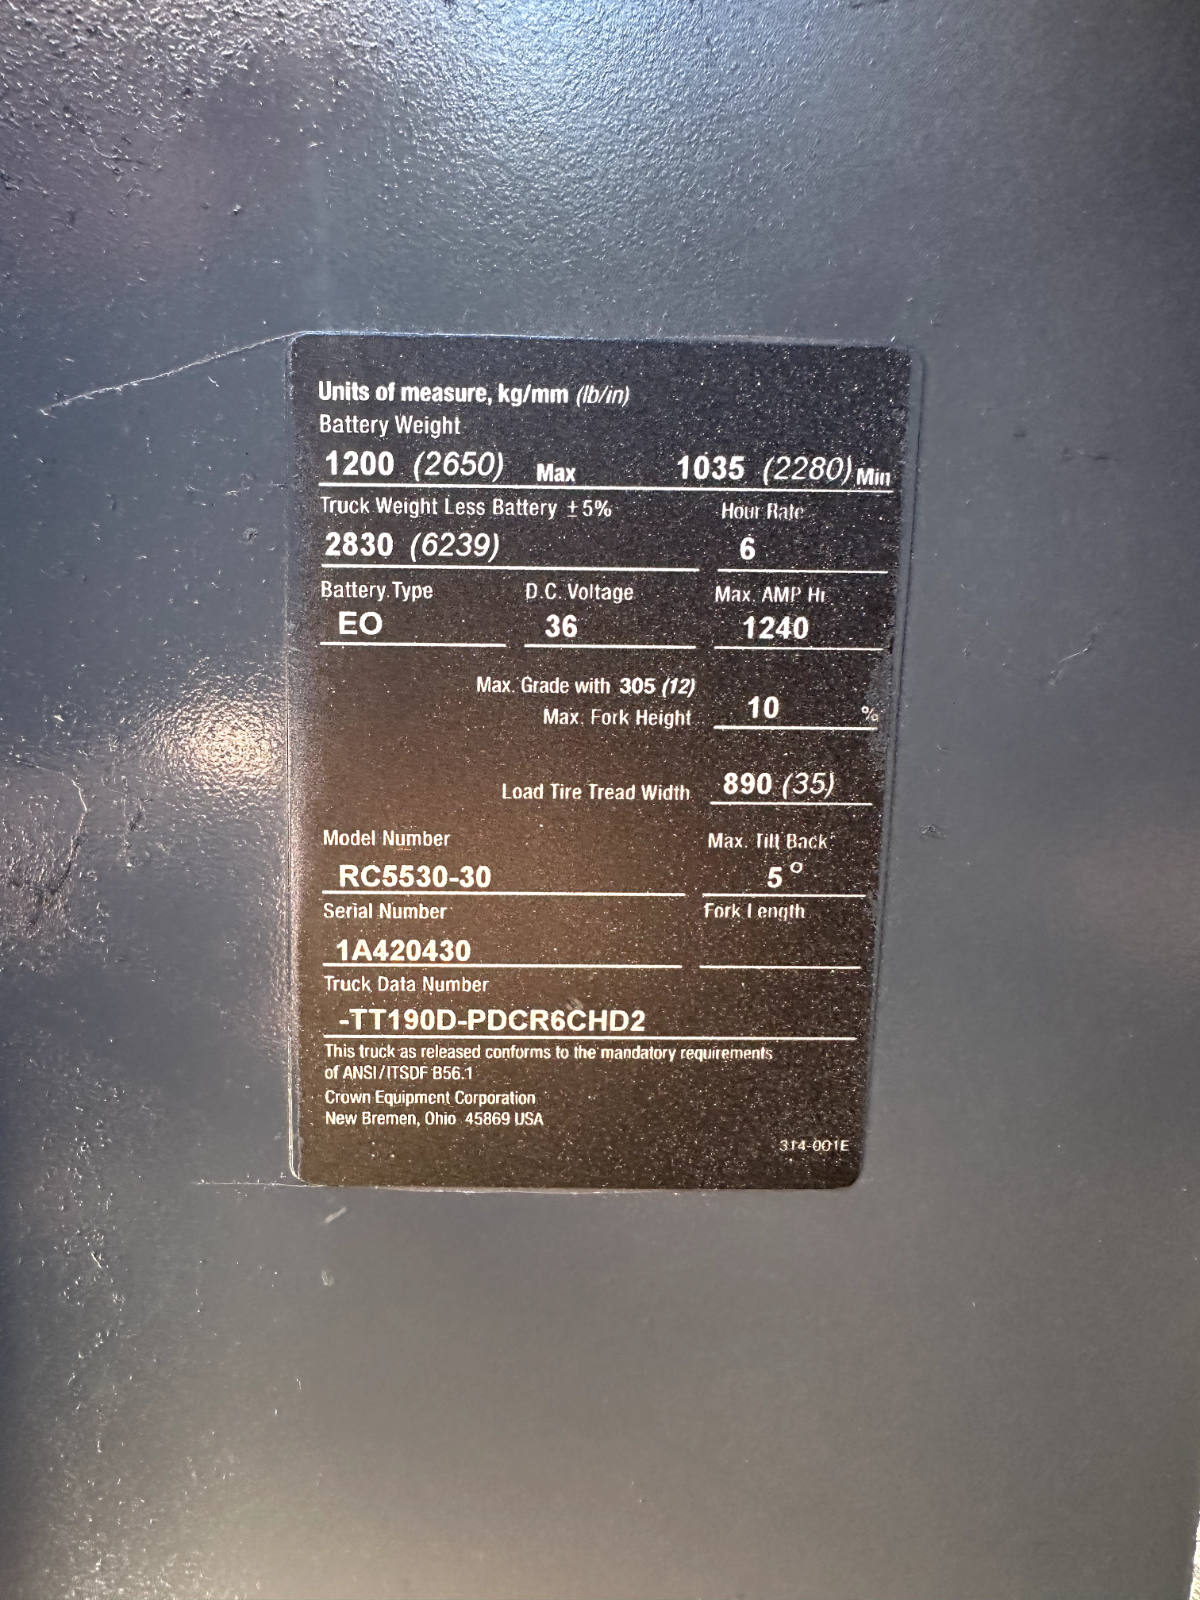 Units of measure, kg/mm (lb/in)
Battery Weight
1200 (2650) Max 1035 (2280) Min
Truck Weight Less Battery ±5% Hour Rate
2830 (6239) 6
Battery Type D.C. Voltage Max. AMP Hr
EO 36 1240
Max. Grade with 305 (12)
Max. Fork Height 10 %
Load Tire Tread Width 890 (35)
Model Number Max. Tilt Back
RC5530-30 5°
Serial Number Fork Length
1A420430
Truck Data Number
-TT190D-PDCR6CHD2
This truck as released conforms to the mandatory requirements
of ANSI/ITSDF B56.1
Crown Equipment Corporation
New Bremen, Ohio 45869 USA
314-001E